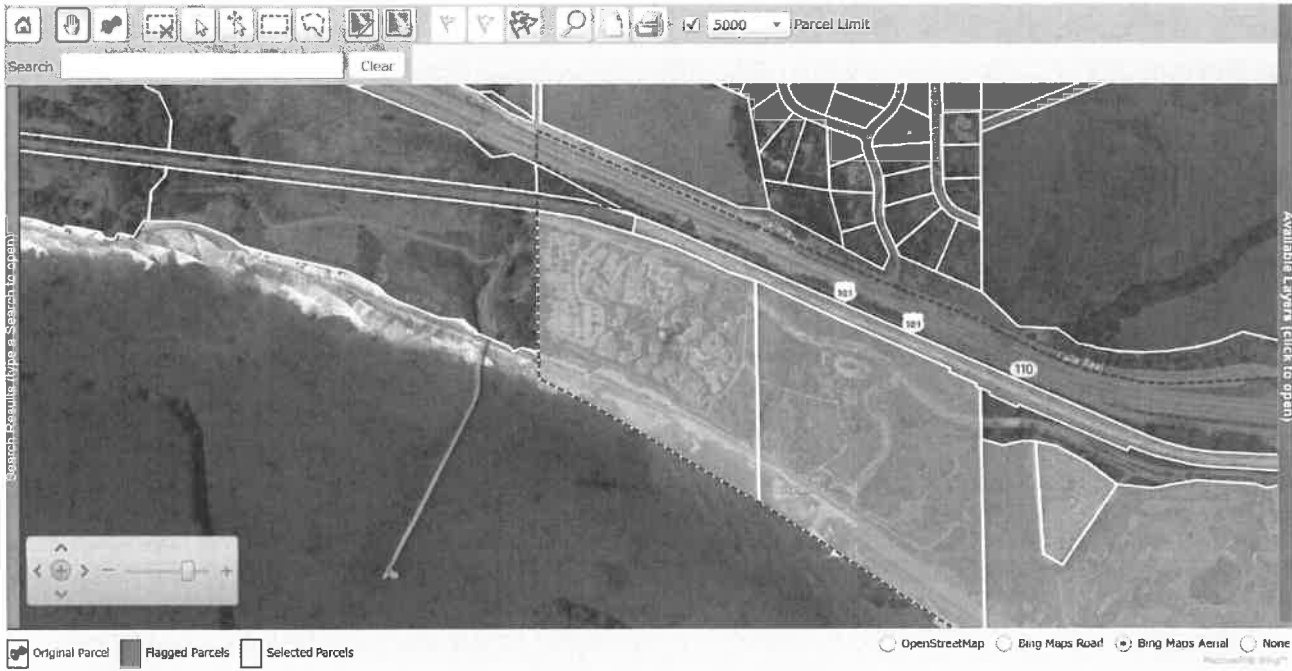 5000 Parcel Limit
Search Clear
Search Results (type a Search to open)
Available Layers (click to open)
101
101
110
Original Parcel Flagged Parcels Selected Parcels OpenStreetMap Bing Maps Road Bing Maps Aerial None